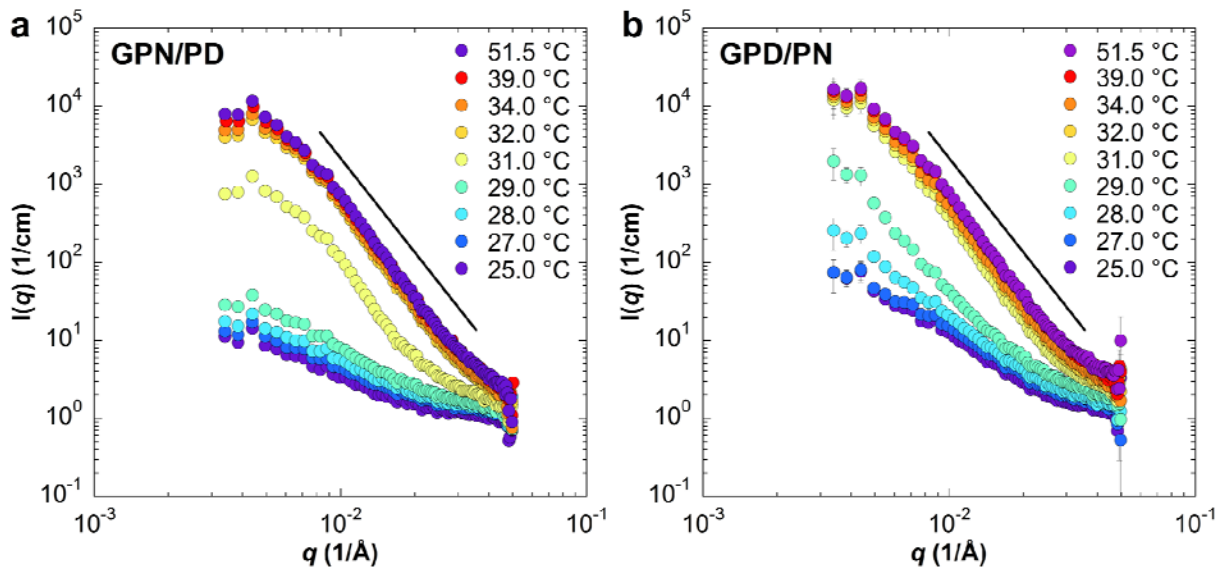 a
GPN/PD
51.5 °C
39.0 °C
34.0 °C
32.0 °C
31.0 °C
29.0 °C
28.0 °C
27.0 °C
25.0 °C
10^5
10^4
10^3
10^2
10^1
10^0
10^-1
I(q) (1/cm)
10^-3
10^-2
10^-1
q (1/Å)
b
GPD/PN
51.5 °C
39.0 °C
34.0 °C
32.0 °C
31.0 °C
29.0 °C
28.0 °C
27.0 °C
25.0 °C
10^5
10^4
10^3
10^2
10^1
10^0
10^-1
I(q) (1/cm)
10^-3
10^-2
10^-1
q (1/Å)